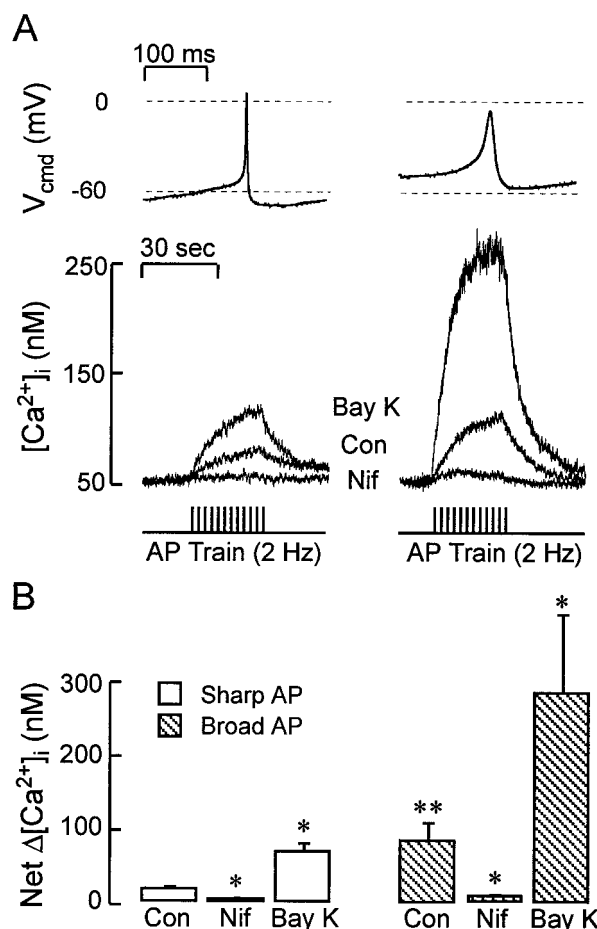 A
100 ms
0
-60
Vcmd (mV)
30 sec
250
150
50
[Ca2+]i (nM)
Bay K
Con
Nif
AP Train (2 Hz)
AP Train (2 Hz)
B
300
200
100
0
Net Δ[Ca2+]i (nM)
Sharp AP
Broad AP
*
*
**
*
*
Con
Nif
Bay K
Con
Nif
Bay K